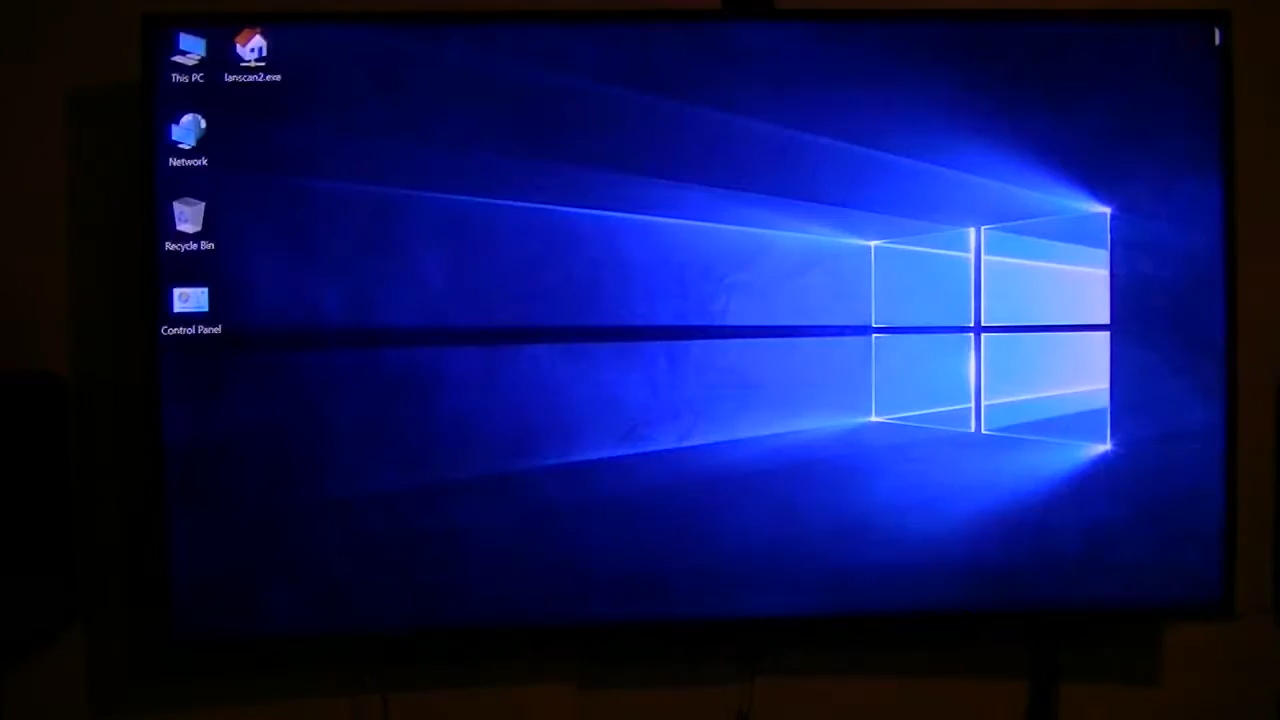 This PC
lanscan2.exe
Network
Recycle Bin
Control Panel